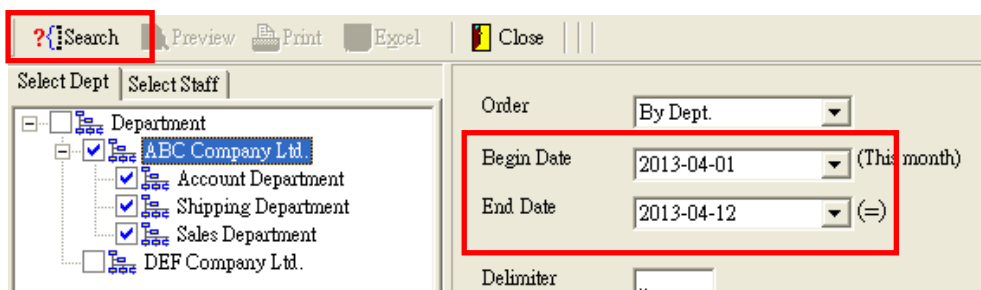 Search Preview Print Excel Close
Select Dept Select Staff
Department
ABC Company Ltd.
Account Department
Shipping Department
Sales Department
DEF Company Ltd.
Order By Dept.
Begin Date 2013-04-01 (This month)
End Date 2013-04-12 (=)
Delimiter